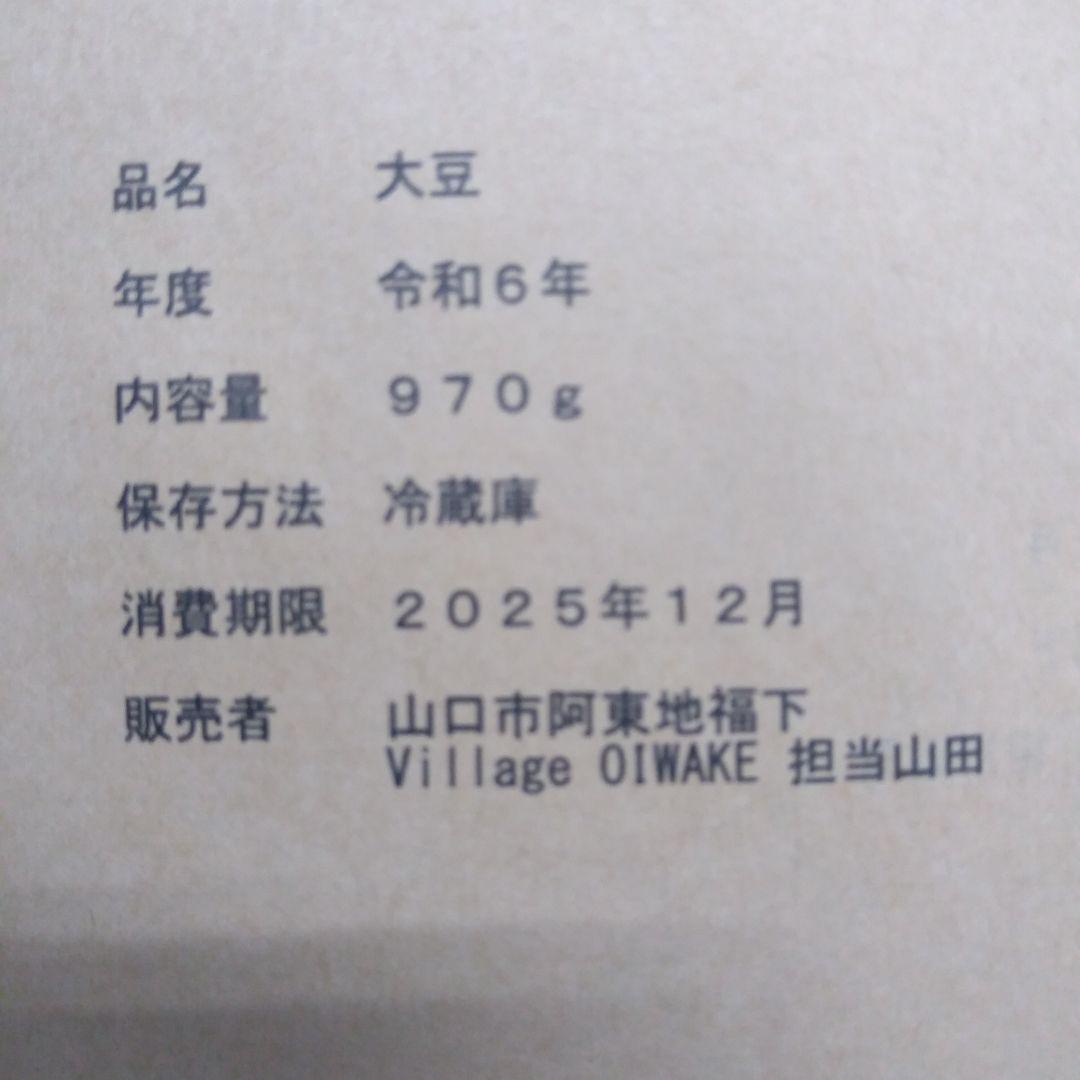 品名 大豆
年度 令和6年
内容量 970g
保存方法 冷蔵庫
消費期限 2025年12月
販売者 山口市阿東地福下
Village OIWAKE 担当山田